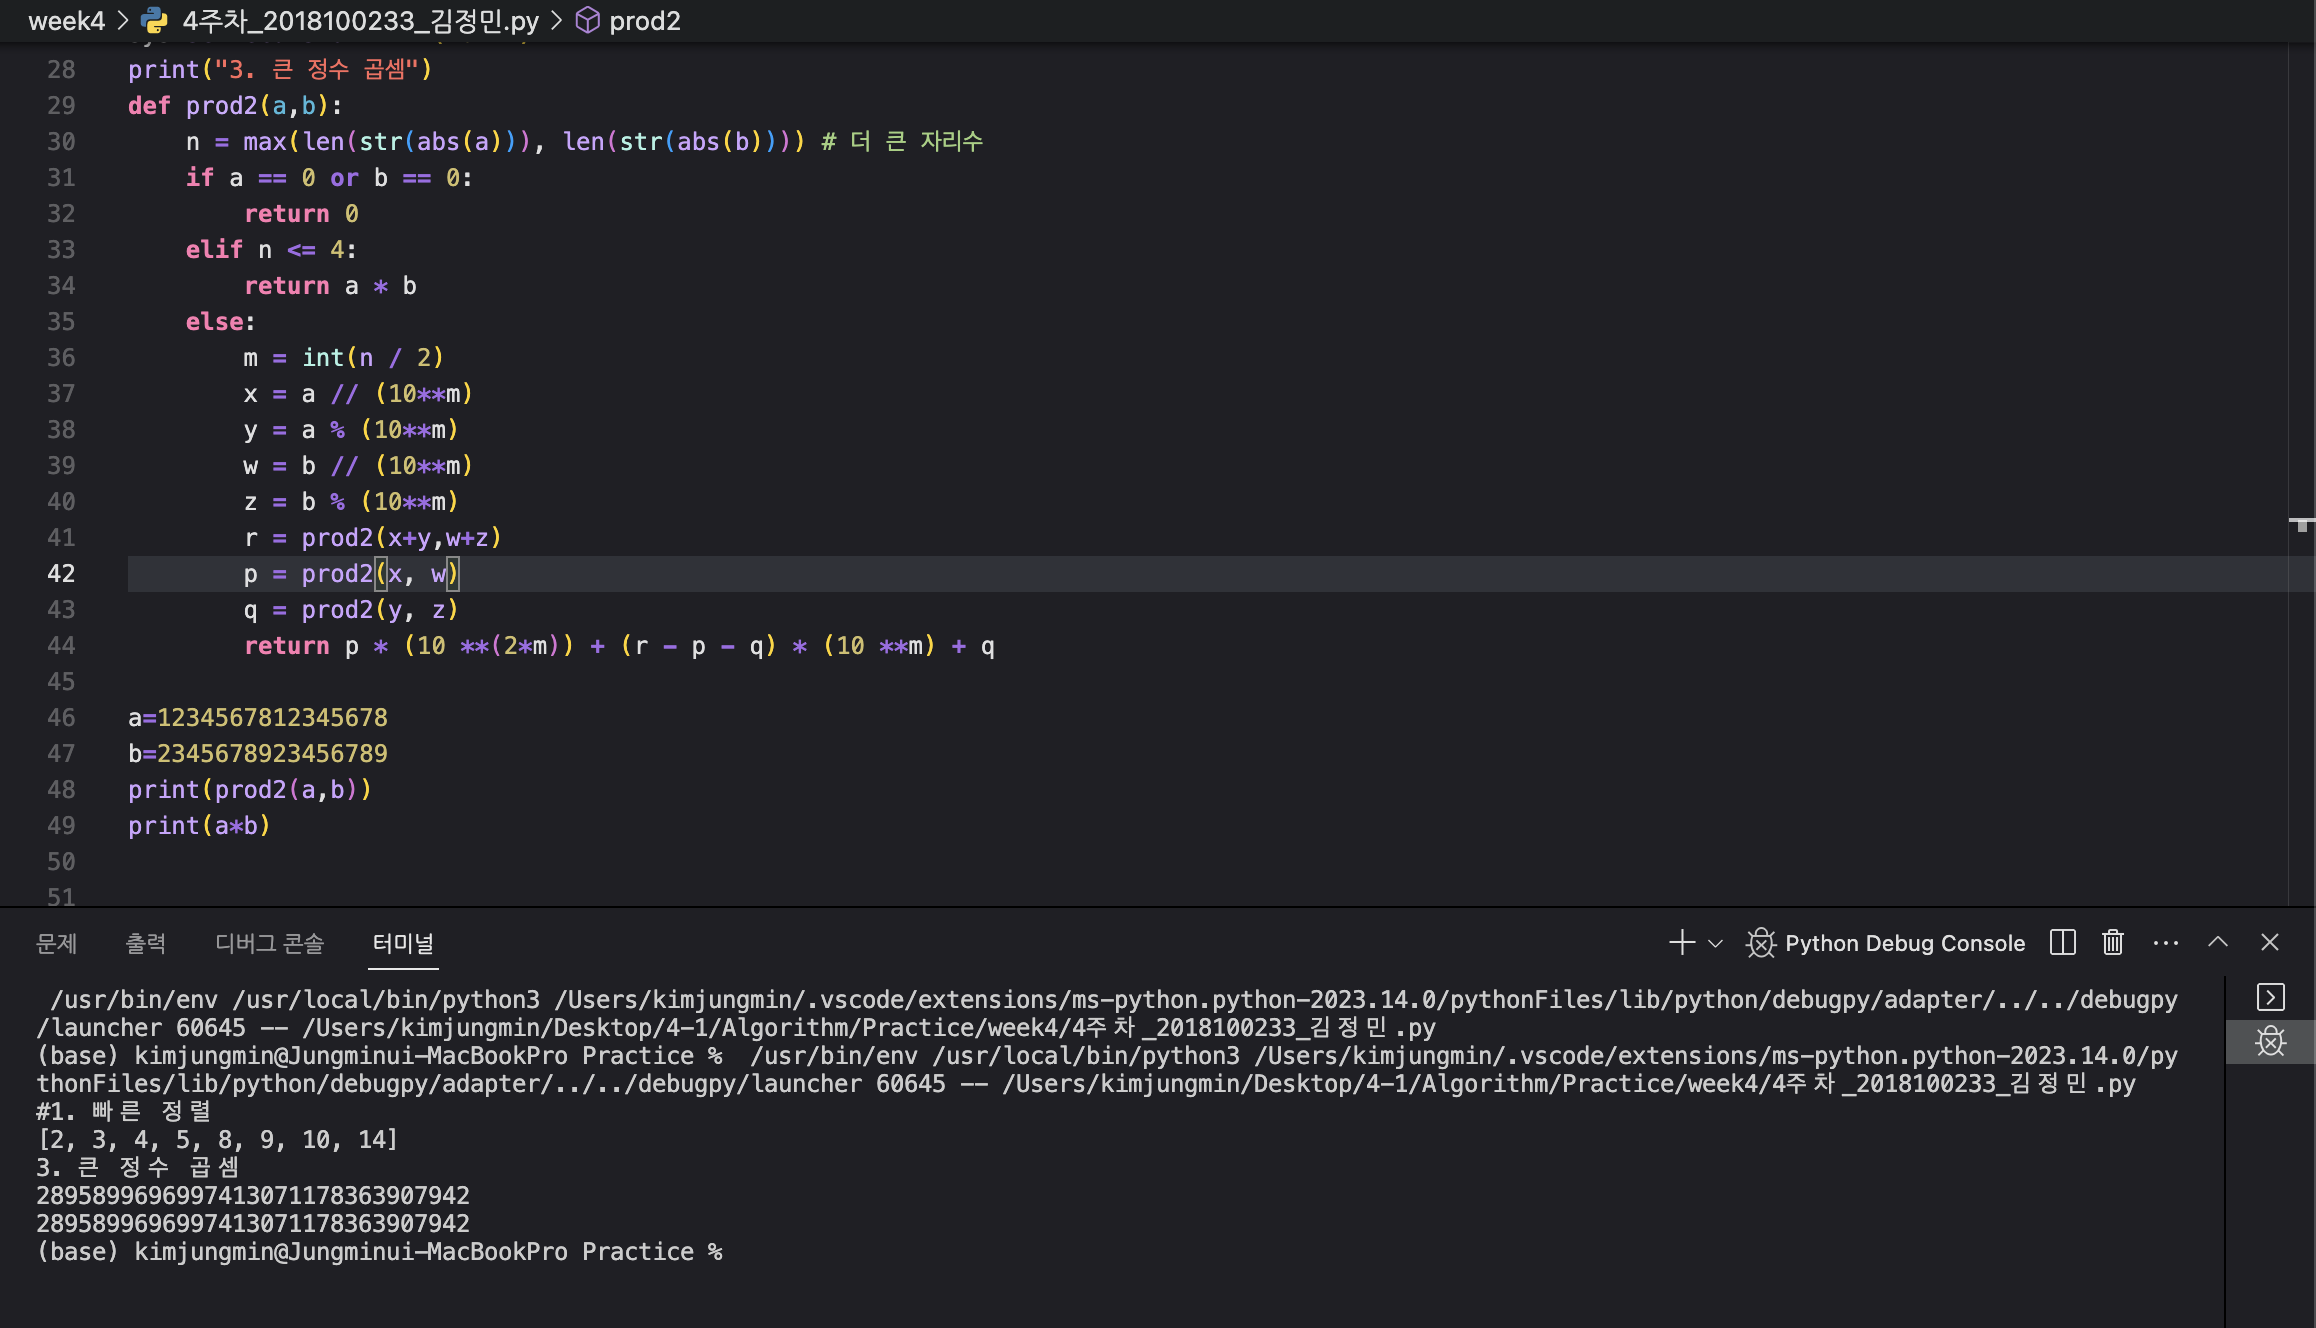 week4 > 4주차_2018100233_김정민.py > prod2
28 print("3. 큰 정수 곱셈")
29 def prod2(a,b):
30     n = max(len(str(abs(a))), len(str(abs(b)))) # 더 큰 자리수
31     if a == 0 or b == 0:
32         return 0
33     elif n <= 4:
34         return a * b
35     else:
36         m = int(n / 2)
37         x = a // (10**m)
38         y = a % (10**m)
39         w = b // (10**m)
40         z = b % (10**m)
41         r = prod2(x+y,w+z)
42         p = prod2(x, w)
43         q = prod2(y, z)
44         return p * (10 **(2*m)) + (r - p - q) * (10 **m) + q
45
46 a=1234567812345678
47 b=2345678923456789
48 print(prod2(a,b))
49 print(a*b)
50
51
문제 출력 디버그 콘솔 터미널 Python Debug Console
/usr/bin/env /usr/local/bin/python3 /Users/kimjungmin/.vscode/extensions/ms-python.python-2023.14.0/pythonFiles/lib/python/debugpy/adapter/../../debugpy
/launcher 60645 -- /Users/kimjungmin/Desktop/4-1/Algorithm/Practice/week4/4주차_2018100233_김정민.py
(base) kimjungmin@Jungminui-MacBookPro Practice %  /usr/bin/env /usr/local/bin/python3 /Users/kimjungmin/.vscode/extensions/ms-python.python-2023.14.0/py
thonFiles/lib/python/debugpy/adapter/../../debugpy/launcher 60645 -- /Users/kimjungmin/Desktop/4-1/Algorithm/Practice/week4/4주차_2018100233_김정민.py
#1. 빠른 정렬
[2, 3, 4, 5, 8, 9, 10, 14]
3. 큰 정수 곱셈
2895899696997413071178363907942
2895899696997413071178363907942
(base) kimjungmin@Jungminui-MacBookPro Practice %